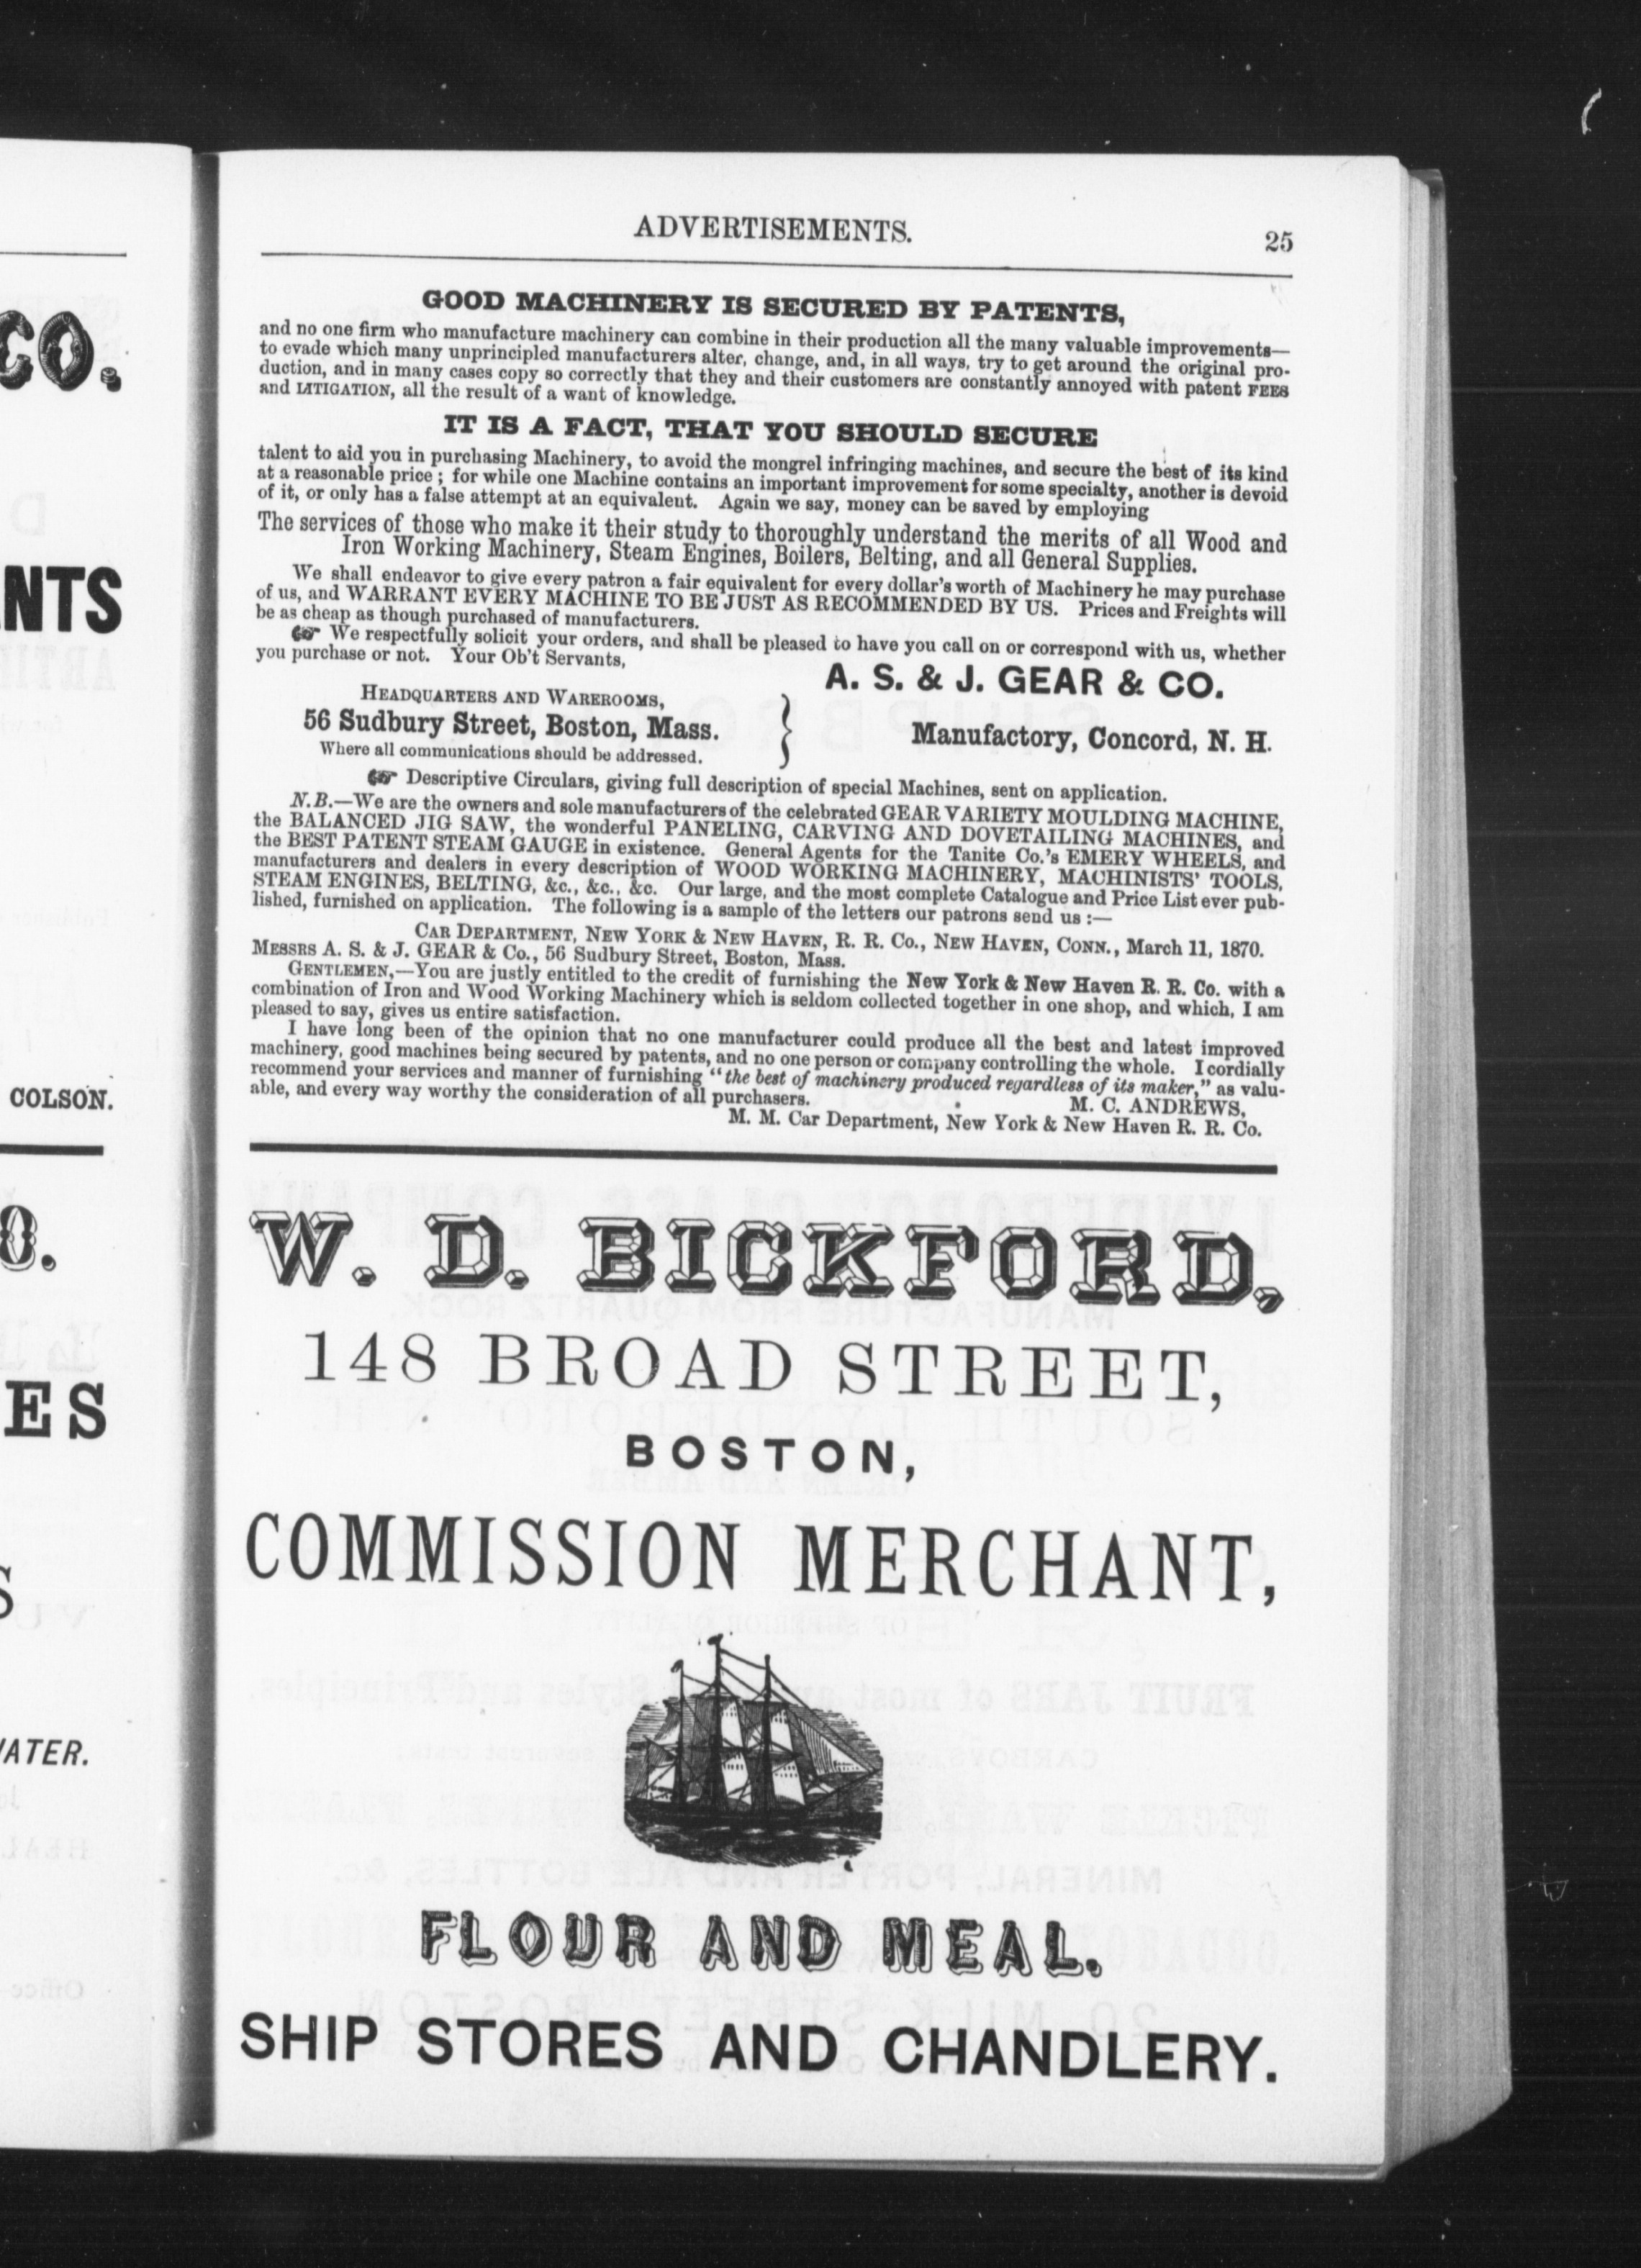 ADVERTISEMENTS.
25
GOOD MACHINERY IS SECURED BY PATENTS,
and no one firm who manufacture machinery can combine in their production all the many valuable improvements—
to evade which many unprincipled manufacturers alter, change, and, in all ways, try to get around the original pro-
duction, and in many cases copy so correctly that they and their customers are constantly annoyed with patent FEES
and LITIGATION, all the result of a want of knowledge.
IT IS A FACT, THAT YOU SHOULD SECURE
talent to aid you in purchasing Machinery, to avoid the mongrel infringing machines, and secure the best of its kind
at a reasonable price; for while one Machine contains an important improvement for some specialty, another is devoid
of it, or only has a false attempt at an equivalent. Again we say, money can be saved by employing
The services of those who make it their study to thoroughly understand the merits of all Wood and
Iron Working Machinery, Steam Engines, Boilers, Belting, and all General Supplies.
We shall endeavor to give every patron a fair equivalent for every dollar's worth of Machinery he may purchase
of us, and WARRANT EVERY MACHINE TO BE JUST AS RECOMMENDED BY US. Prices and Freights will
be as cheap as though purchased of manufacturers.
☞ We respectfully solicit your orders, and shall be pleased to have you call on or correspond with us, whether
you purchase or not. Your Ob't Servants,
A. S. & J. GEAR & CO.
HEADQUARTERS AND WAREROOMS,
56 Sudbury Street, Boston, Mass.
Where all communications should be addressed.
Manufactory, Concord, N. H.
☞ Descriptive Circulars, giving full description of special Machines, sent on application.
N.B.—We are the owners and sole manufacturers of the celebrated GEAR VARIETY MOULDING MACHINE,
the BALANCED JIG SAW, the wonderful PANELING, CARVING AND DOVETAILING MACHINES, and
the BEST PATENT STEAM GAUGE in existence. General Agents for the Tanite Co.'s EMERY WHEELS, and
manufacturers and dealers in every description of WOOD WORKING MACHINERY, MACHINISTS' TOOLS,
STEAM ENGINES, BELTING, &c., &c., &c. Our large, and the most complete Catalogue and Price List ever pub-
lished, furnished on application. The following is a sample of the letters our patrons send us :—
CAR DEPARTMENT, NEW YORK & NEW HAVEN, R. R. Co., NEW HAVEN, CONN., March 11, 1870.
MESSRS A. S. & J. GEAR & Co., 56 Sudbury Street, Boston, Mass.
GENTLEMEN,—You are justly entitled to the credit of furnishing the New York & New Haven R. R. Co. with a
combination of Iron and Wood Working Machinery which is seldom collected together in one shop, and which, I am
pleased to say, gives us entire satisfaction.
I have long been of the opinion that no one manufacturer could produce all the best and latest improved
machinery, good machines being secured by patents, and no one person or company controlling the whole. I cordially
recommend your services and manner of furnishing "the best of machinery produced regardless of its maker," as valu-
able, and every way worthy the consideration of all purchasers.
M. C. ANDREWS,
M. M. Car Department, New York & New Haven R. R. Co.
W. D. BICKFORD,
148 BROAD STREET,
BOSTON,
COMMISSION MERCHANT,
FLOUR AND MEAL.
SHIP STORES AND CHANDLERY.
CO.
NTS
COLSON.
O.
ES
S
ATER.